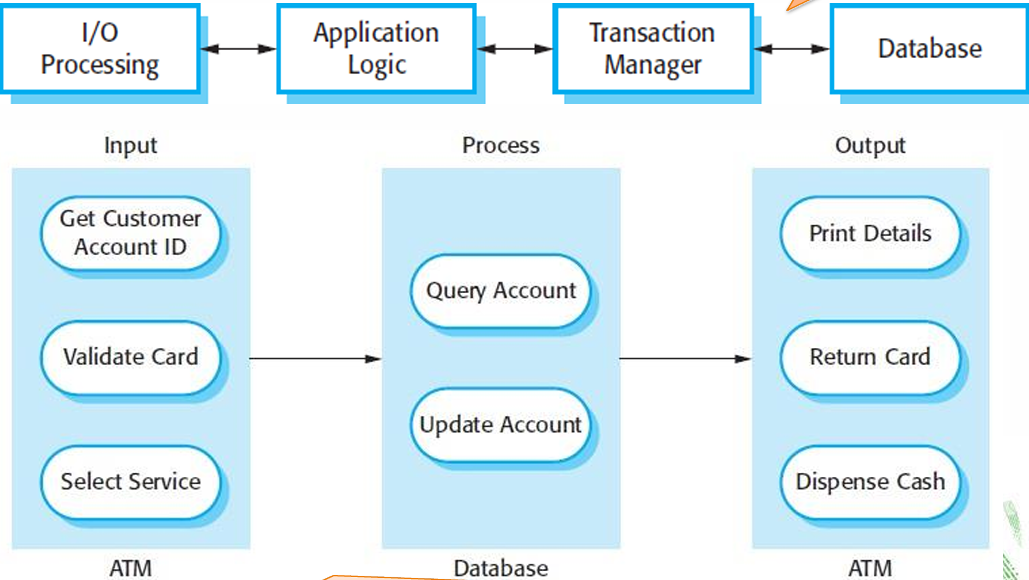 I/O
Processing
Application
Logic
Transaction
Manager
Database
Input
Process
Output
Get Customer
Account ID
Validate Card
Select Service
Query Account
Update Account
Print Details
Return Card
Dispense Cash
ATM
Database
ATM